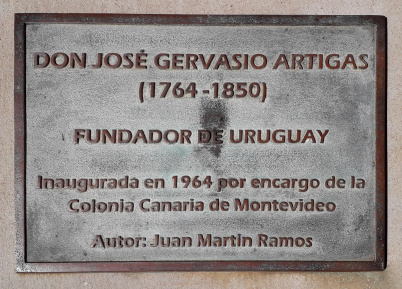 DON JOSÉ GERVASIO ARTIGAS
(1764-1850)
FUNDADOR DE URUGUAY
Inaugurada en 1964 por encargo de la
Colonia Canaria de Montevideo
Autor: Juan Martin Ramos